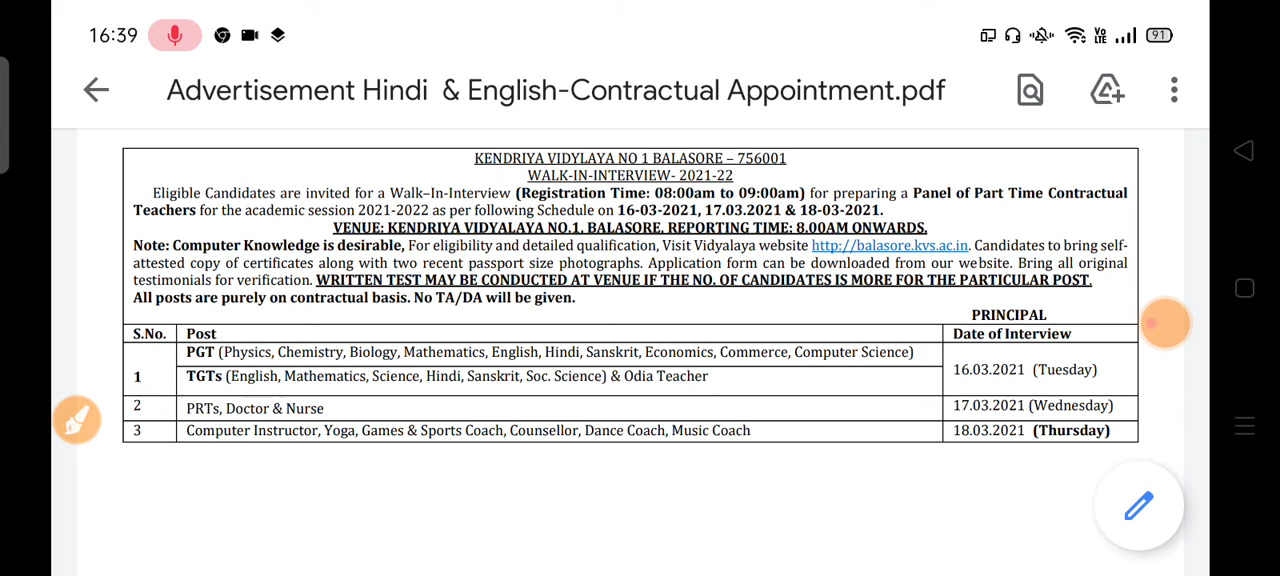 16:39
VO
LTE
91
Advertisement Hindi & English-Contractual Appointment.pdf
KENDRIYA VIDYLAYA NO 1 BALASORE – 756001
WALK-IN-INTERVIEW- 2021-22
Eligible Candidates are invited for a Walk–In-Interview (Registration Time: 08:00am to 09:00am) for preparing a Panel of Part Time Contractual
Teachers for the academic session 2021-2022 as per following Schedule on 16-03-2021, 17.03.2021 & 18-03-2021.
VENUE: KENDRIYA VIDYALAYA NO.1, BALASORE. REPORTING TIME: 8.00AM ONWARDS.
Note: Computer Knowledge is desirable, For eligibility and detailed qualification, Visit Vidyalaya website http://balasore.kvs.ac.in. Candidates to bring self-
attested copy of certificates along with two recent passport size photographs. Application form can be downloaded from our website. Bring all original
testimonials for verification. WRITTEN TEST MAY BE CONDUCTED AT VENUE IF THE NO. OF CANDIDATES IS MORE FOR THE PARTICULAR POST.
All posts are purely on contractual basis. No TA/DA will be given.
PRINCIPAL
S.No. Post Date of Interview
PGT (Physics, Chemistry, Biology, Mathematics, English, Hindi, Sanskrit, Economics, Commerce, Computer Science)
1 TGTs (English, Mathematics, Science, Hindi, Sanskrit, Soc. Science) & Odia Teacher 16.03.2021 (Tuesday)
2 PRTs, Doctor & Nurse 17.03.2021 (Wednesday)
3 Computer Instructor, Yoga, Games & Sports Coach, Counsellor, Dance Coach, Music Coach 18.03.2021 (Thursday)